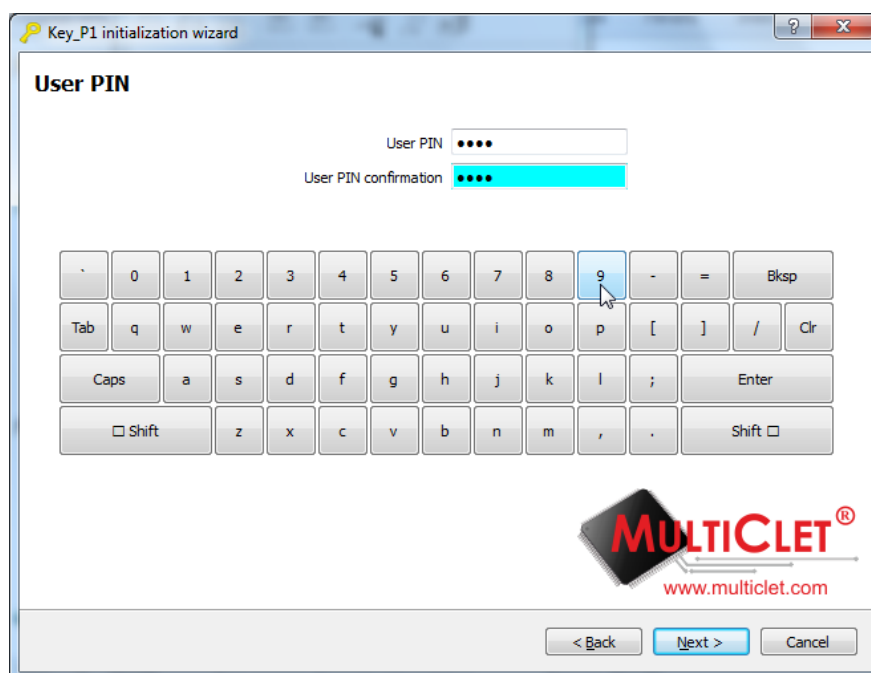 Key_P1 initialization wizard
User PIN
User PIN ••••
User PIN confirmation ••••
` 0 1 2 3 4 5 6 7 8 9 - = Bksp
Tab q w e r t y u i o p [ ] / Clr
Caps a s d f g h j k l ; Enter
☐ Shift z x c v b n m , . Shift ☐
MULTICLET®
www.multiclet.com
< Back Next > Cancel